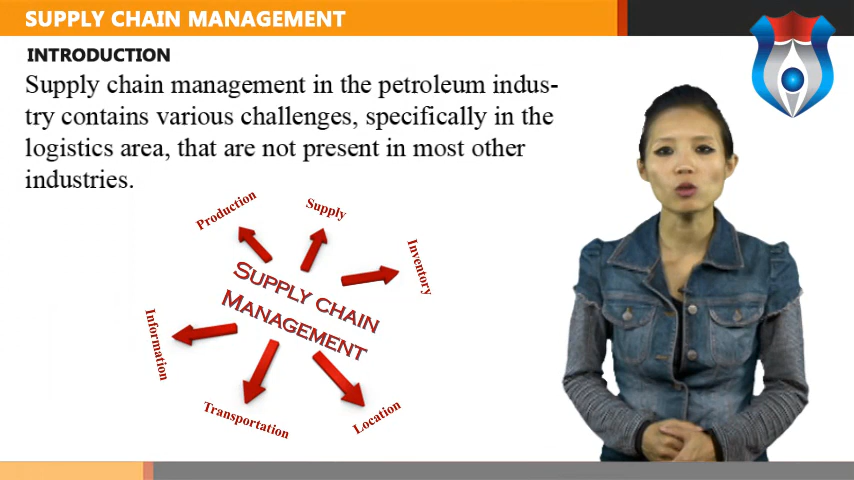 SUPPLY CHAIN MANAGEMENT
INTRODUCTION
Supply chain management in the petroleum indus-
try contains various challenges, specifically in the
logistics area, that are not present in most other
industries.
Production
Supply
Inventory
SUPPLY CHAIN
MANAGEMENT
Information
Transportation
Location